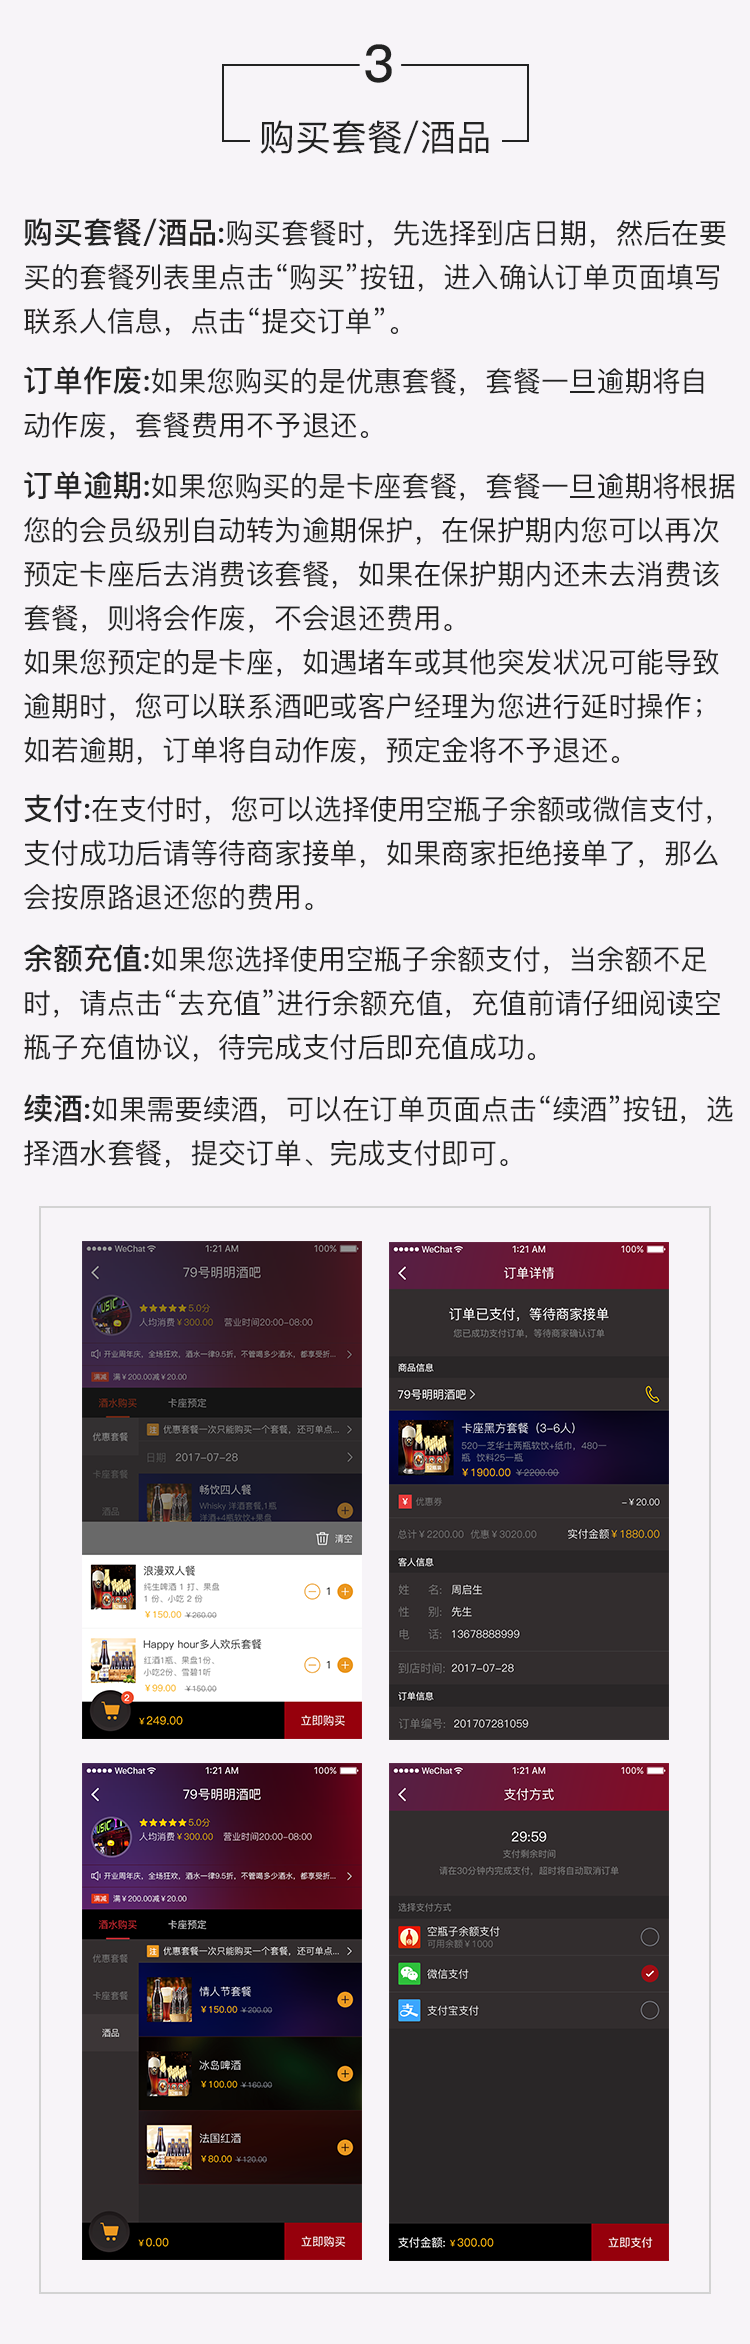 3
购买套餐/酒品
购买套餐/酒品:购买套餐时，先选择到店日期，然后在要
买的套餐列表里点击“购买”按钮，进入确认订单页面填写
联系人信息，点击“提交订单”。
订单作废:如果您购买的是优惠套餐，套餐一旦逾期将自
动作废，套餐费用不予退还。
订单逾期:如果您购买的是卡座套餐，套餐一旦逾期将根据
您的会员级别自动转为逾期保护，在保护期内您可以再次
预定卡座后去消费该套餐，如果在保护期内还未去消费该
套餐，则将会作废，不会退还费用。
如果您预定的是卡座，如遇堵车或其他突发状况可能导致
逾期时，您可以联系酒吧或客户经理为您进行延时操作；
如若逾期，订单将自动作废，预定金将不予退还。
支付:在支付时，您可以选择使用空瓶子余额或微信支付，
支付成功后请等待商家接单，如果商家拒绝接单了，那么
会按原路退还您的费用。
余额充值:如果您选择使用空瓶子余额支付，当余额不足
时，请点击“去充值”进行余额充值，充值前请仔细阅读空
瓶子充值协议，待完成支付后即充值成功。
续酒:如果需要续酒，可以在订单页面点击“续酒”按钮，选
择酒水套餐，提交订单、完成支付即可。
WeChat 1:21 AM 100%
79号明明酒吧
MUSIC
5.0分
人均消费￥300.00 营业时间20:00-08:00
开业周年庆，全场狂欢，酒水一律9.5折，不管喝多少酒水，都享受折...
满减 满￥200.00减￥20.00
酒水购买 卡座预定
优惠套餐 注 优惠套餐一次只能购买一个套餐，还可单点...
日期 2017-07-28
卡座套餐
畅饮四人餐
酒品 Whisky 洋酒套餐,1瓶
洋酒+4瓶软饮+果盘
清空
浪漫双人餐
纯生啤酒 1 打、果盘
1 份、小吃 2 份
1
￥150.00 ￥260.00
Happy hour多人欢乐套餐
红酒1瓶、果盘1份、
小吃2份、雪碧1听
1
￥99.00 ￥150.00
2
￥249.00 立即购买
WeChat 1:21 AM 100%
订单详情
订单已支付，等待商家接单
您已成功支付订单，等待商家确认订单
商品信息
79号明明酒吧
卡座黑方套餐（3-6人）
520一芝华士两瓶软饮+纸巾，480一
瓶 饮料25一瓶
￥1900.00 ￥2200.00
￥ 优惠券 -￥20.00
总计￥2200.00 优惠￥3020.00 实付金额￥1880.00
客人信息
姓 名: 周启生
性 别: 先生
电 话: 13678888999
到店时间: 2017-07-28
订单信息
订单编号: 201707281059
WeChat 1:21 AM 100%
79号明明酒吧
MUSIC
5.0分
人均消费￥300.00 营业时间20:00-08:00
开业周年庆，全场狂欢，酒水一律9.5折，不管喝多少酒水，都享受折...
满减 满￥200.00减￥20.00
酒水购买 卡座预定
优惠套餐 注 优惠套餐一次只能购买一个套餐，还可单点...
卡座套餐
酒品
情人节套餐
￥150.00 ￥200.00
冰岛啤酒
￥100.00 ￥160.00
法国红酒
￥80.00 ￥120.00
￥0.00 立即购买
WeChat 1:21 AM 100%
支付方式
29:59
支付剩余时间
请在30分钟内完成支付，超时将自动取消订单
选择支付方式
空瓶子余额支付
可用余额￥1000
微信支付
支 支付宝支付
支付金额: ￥300.00 立即支付